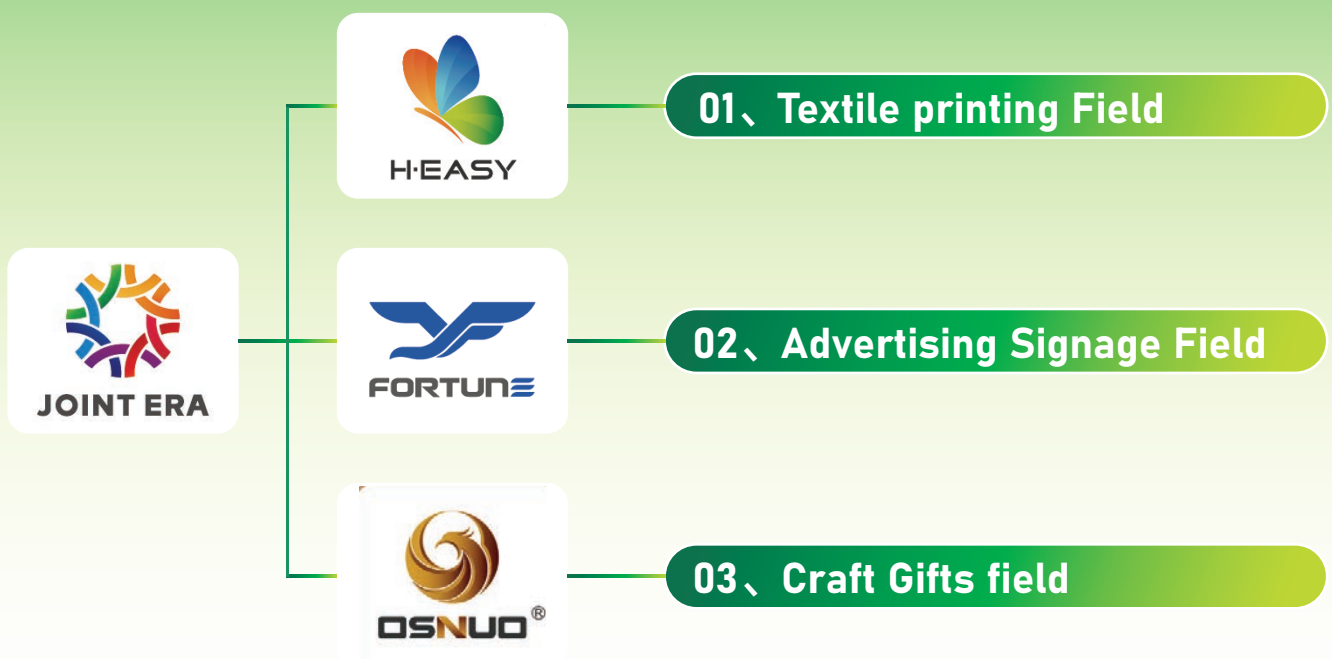 H·EASY
01、Textile printing Field
JOINT ERA
FORTUNE
02、Advertising Signage Field
OSNUO®
03、Craft Gifts field